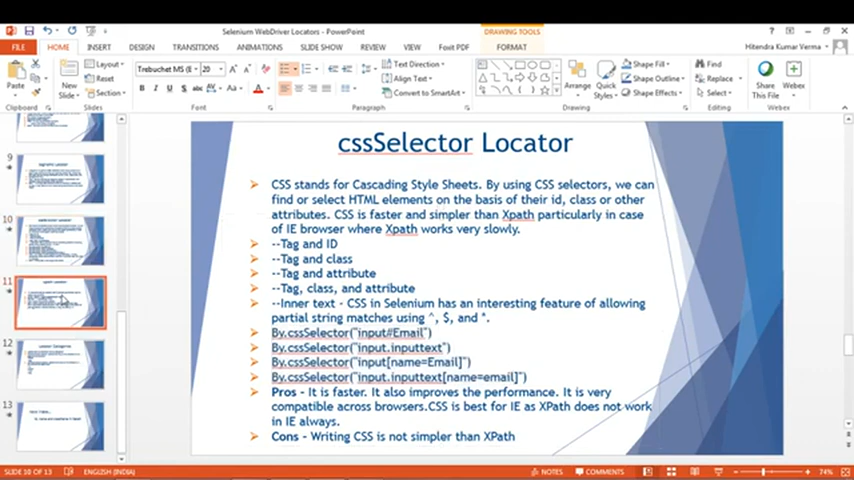 Selenium WebDriver Locators - PowerPoint
DRAWING TOOLS
FILE HOME INSERT DESIGN TRANSITIONS ANIMATIONS SLIDE SHOW REVIEW VIEW Foxit PDF FORMAT
Hitendra Kumar Verma
Paste
New Slide
Layout
Reset
Section
Trebuchet MS (E 20
Text Direction
Align Text
Convert to SmartArt
Arrange
Quick Styles
Shape Fill
Shape Outline
Shape Effects
Find
Replace
Select
Share This File
Webex
Clipboard
Slides
Font
Paragraph
Drawing
Editing
Webex
9
10
11
12
13
cssSelector Locator
CSS stands for Cascading Style Sheets. By using CSS selectors, we can
find or select HTML elements on the basis of their id, class or other
attributes. CSS is faster and simpler than Xpath particularly in case
of IE browser where Xpath works very slowly.
--Tag and ID
--Tag and class
--Tag and attribute
--Tag, class, and attribute
--Inner text - CSS in Selenium has an interesting feature of allowing
partial string matches using ^, $, and *.
By.cssSelector("input#Email")
By.cssSelector("input.inputtext")
By.cssSelector("input[name=Email]")
By.cssSelector("input.inputtext[name=email]")
Pros - It is faster. It also improves the performance. It is very
compatible across browsers.CSS is best for IE as XPath does not work
in IE always.
Cons - Writing CSS is not simpler than XPath
SLIDE 10 OF 13 ENGLISH (INDIA) NOTES COMMENTS 74%